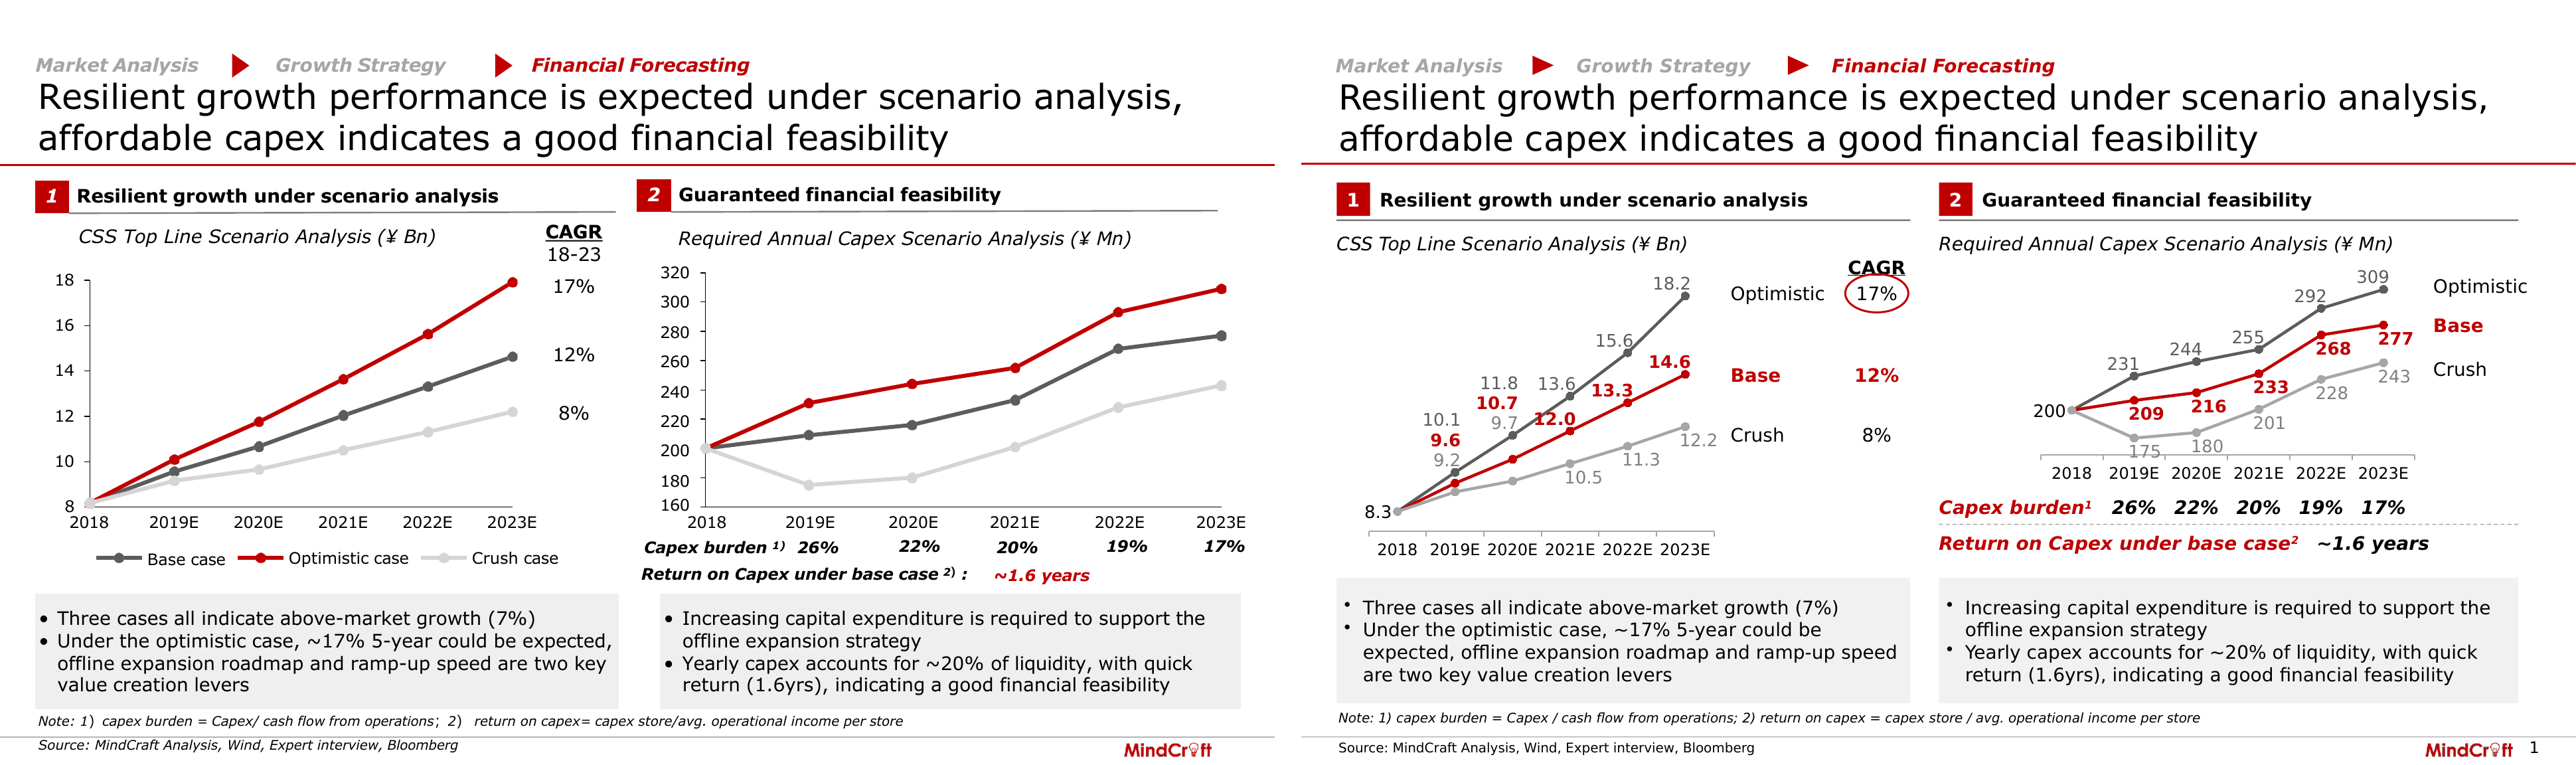 Market Analysis Growth Strategy Financial Forecasting
Resilient growth performance is expected under scenario analysis,
affordable capex indicates a good financial feasibility
1 Resilient growth under scenario analysis
CSS Top Line Scenario Analysis (¥ Bn)
CAGR
18-23
18
16
14
12
10
8
17%
12%
8%
2018 2019E 2020E 2021E 2022E 2023E
Base case Optimistic case Crush case
• Three cases all indicate above-market growth (7%)
• Under the optimistic case, ~17% 5-year could be expected,
offline expansion roadmap and ramp-up speed are two key
value creation levers
2 Guaranteed financial feasibility
Required Annual Capex Scenario Analysis (¥ Mn)
320
300
280
260
240
220
200
180
160
2018 2019E 2020E 2021E 2022E 2023E
Capex burden 1) 26% 22% 20% 19% 17%
Return on Capex under base case 2) : ~1.6 years
• Increasing capital expenditure is required to support the
offline expansion strategy
• Yearly capex accounts for ~20% of liquidity, with quick
return (1.6yrs), indicating a good financial feasibility
Note: 1) capex burden = Capex/ cash flow from operations; 2) return on capex= capex store/avg. operational income per store
Source: MindCraft Analysis, Wind, Expert interview, Bloomberg
MindCraft
Market Analysis Growth Strategy Financial Forecasting
Resilient growth performance is expected under scenario analysis,
affordable capex indicates a good financial feasibility
1 Resilient growth under scenario analysis
CSS Top Line Scenario Analysis (¥ Bn)
CAGR
18.2 Optimistic 17%
15.6
14.6 Base 12%
11.8 13.6 13.3
10.7
10.1 9.7 12.0
9.6 12.2 Crush 8%
9.2 11.3
10.5
8.3
2018 2019E 2020E 2021E 2022E 2023E
• Three cases all indicate above-market growth (7%)
• Under the optimistic case, ~17% 5-year could be
expected, offline expansion roadmap and ramp-up speed
are two key value creation levers
2 Guaranteed financial feasibility
Required Annual Capex Scenario Analysis (¥ Mn)
309 Optimistic
292
255 Base
244 277
231 268
233 Crush
243
216 228
200 209
201
180
175
2018 2019E 2020E 2021E 2022E 2023E
Capex burden¹ 26% 22% 20% 19% 17%
Return on Capex under base case² ~1.6 years
• Increasing capital expenditure is required to support the
offline expansion strategy
• Yearly capex accounts for ~20% of liquidity, with quick
return (1.6yrs), indicating a good financial feasibility
Note: 1) capex burden = Capex / cash flow from operations; 2) return on capex = capex store / avg. operational income per store
Source: MindCraft Analysis, Wind, Expert interview, Bloomberg
MindCraft 1